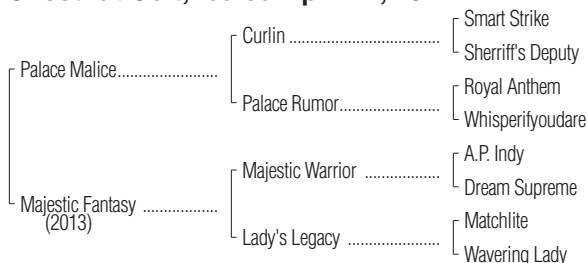 Smart Strike
Curlin ..............................................
Sherriff's Deputy
Palace Malice..........................
Royal Anthem
Palace Rumor..............................
Whisperifyoudare
A.P. Indy
Majestic Warrior ......................
Dream Supreme
Majestic Fantasy ......................
(2013)
Matchlite
Lady's Legacy ...........................
Wavering Lady